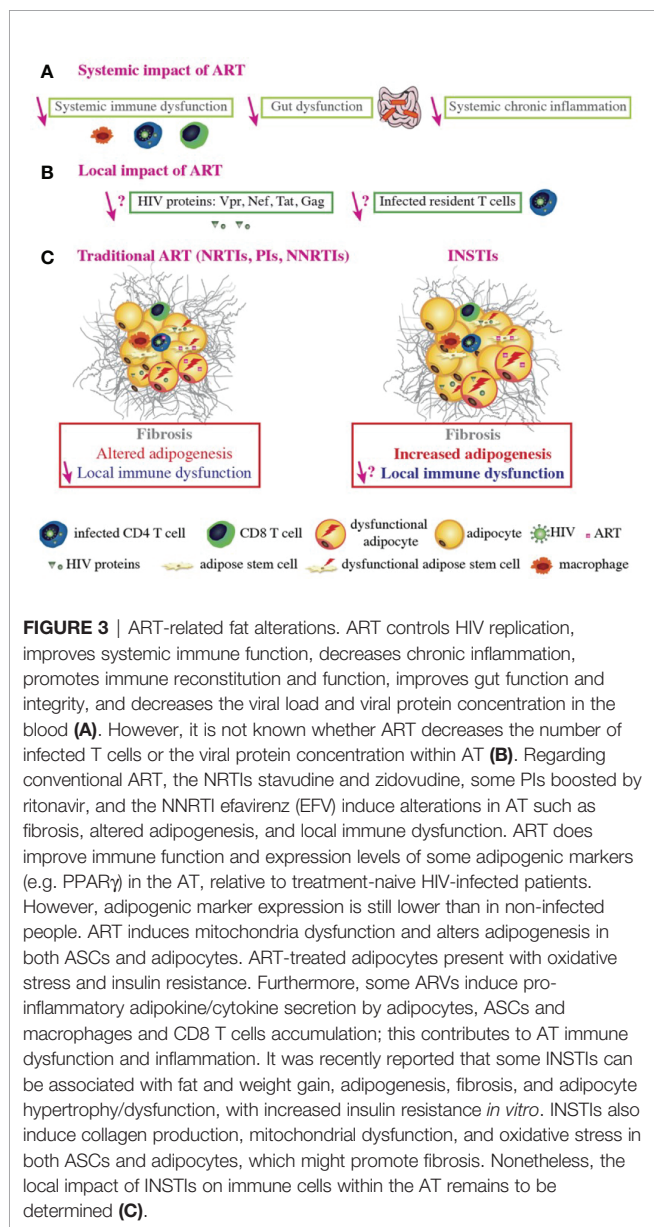 A Systemic impact of ART
Systemic immune dysfunction Gut dysfunction Systemic chronic inflammation
B Local impact of ART
? HIV proteins: Vpr, Nef, Tat, Gag ? Infected resident T cells
C Traditional ART (NRTIs, PIs, NNRTIs) INSTIs
Fibrosis Fibrosis
Altered adipogenesis Increased adipogenesis
Local immune dysfunction ? Local immune dysfunction
infected CD4 T cell CD8 T cell dysfunctional adipocyte adipocyte HIV ART
HIV proteins adipose stem cell dysfunctional adipose stem cell macrophage
FIGURE 3 | ART-related fat alterations. ART controls HIV replication,
improves systemic immune function, decreases chronic inflammation,
promotes immune reconstitution and function, improves gut function and
integrity, and decreases the viral load and viral protein concentration in the
blood (A). However, it is not known whether ART decreases the number of
infected T cells or the viral protein concentration within AT (B). Regarding
conventional ART, the NRTIs stavudine and zidovudine, some PIs boosted by
ritonavir, and the NNRTI efavirenz (EFV) induce alterations in AT such as
fibrosis, altered adipogenesis, and local immune dysfunction. ART does
improve immune function and expression levels of some adipogenic markers
(e.g. PPARγ) in the AT, relative to treatment-naive HIV-infected patients.
However, adipogenic marker expression is still lower than in non-infected
people. ART induces mitochondria dysfunction and alters adipogenesis in
both ASCs and adipocytes. ART-treated adipocytes present with oxidative
stress and insulin resistance. Furthermore, some ARVs induce pro-
inflammatory adipokine/cytokine secretion by adipocytes, ASCs and
macrophages and CD8 T cells accumulation; this contributes to AT immune
dysfunction and inflammation. It was recently reported that some INSTIs can
be associated with fat and weight gain, adipogenesis, fibrosis, and adipocyte
hypertrophy/dysfunction, with increased insulin resistance in vitro. INSTIs also
induce collagen production, mitochondrial dysfunction, and oxidative stress in
both ASCs and adipocytes, which might promote fibrosis. Nonetheless, the
local impact of INSTIs on immune cells within the AT remains to be
determined (C).